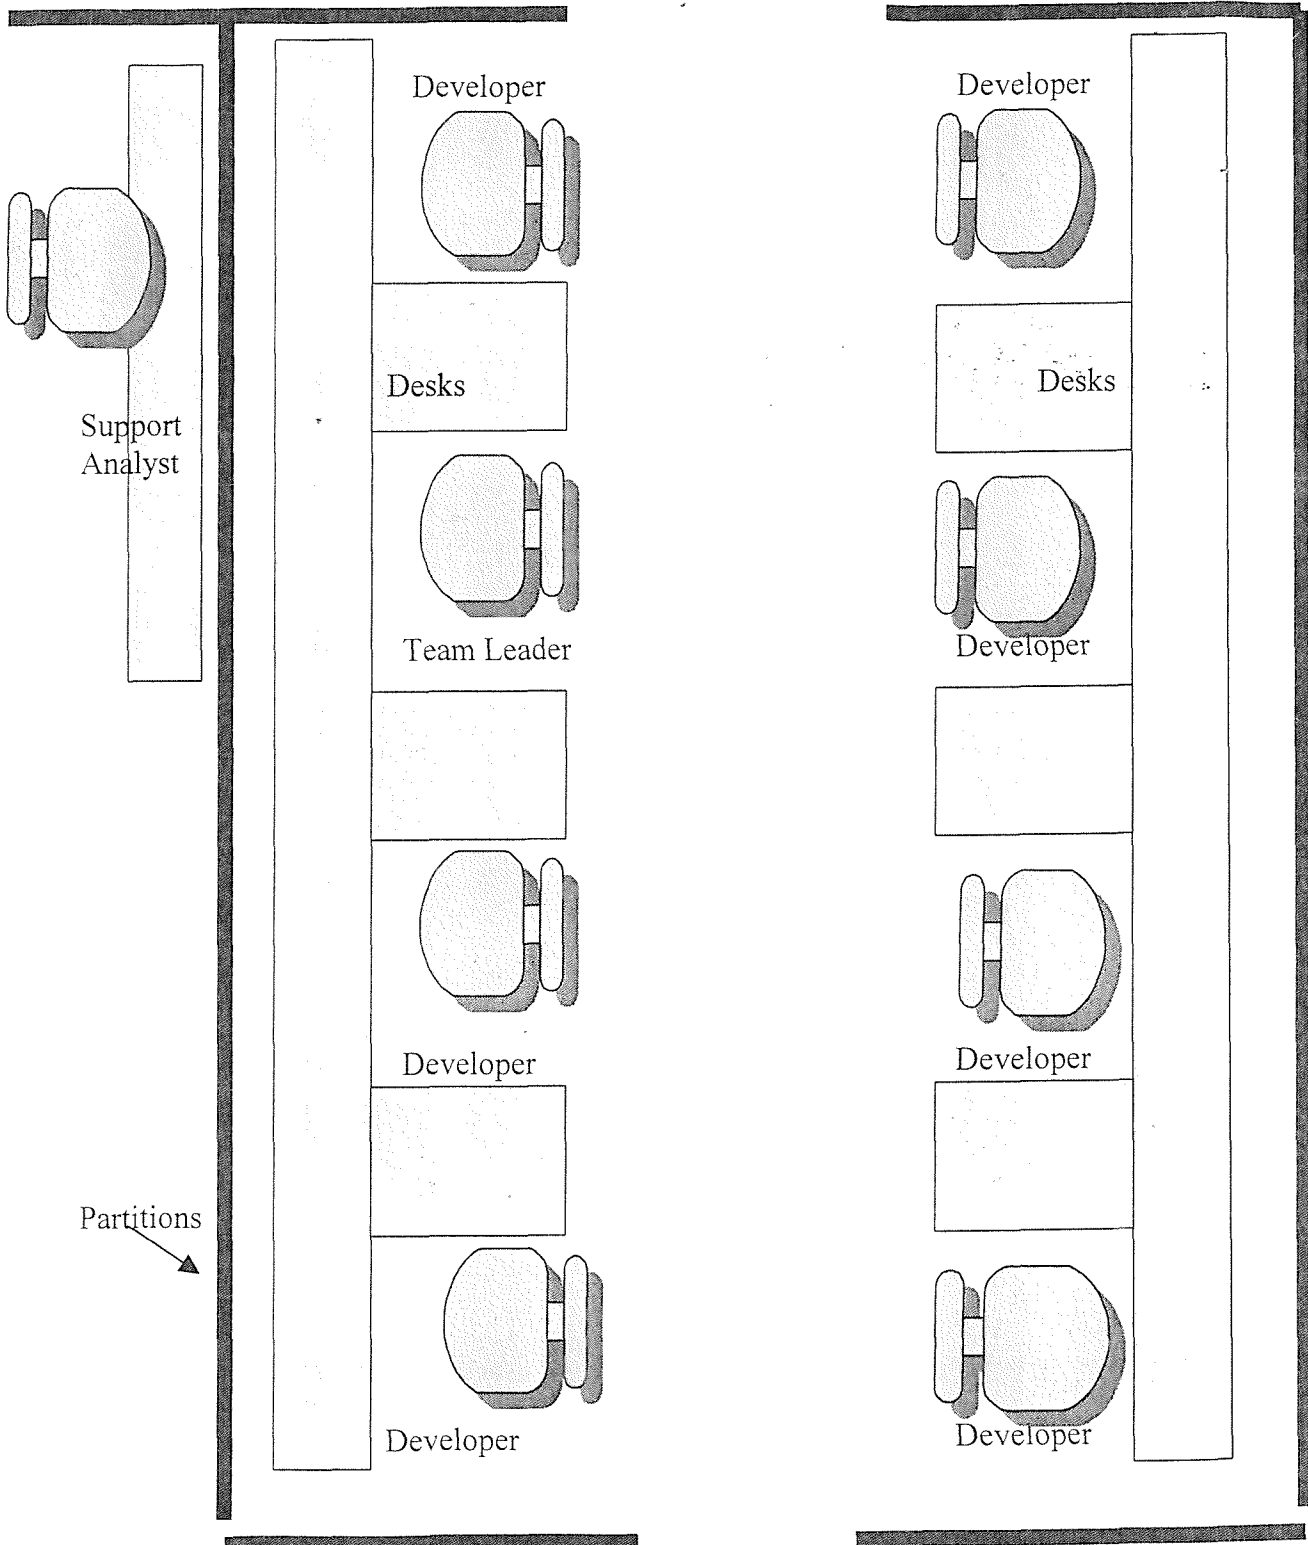 Developer
Developer
Desks
Desks
Support
Analyst
Team Leader
Developer
Developer
Developer
Partitions
Developer
Developer